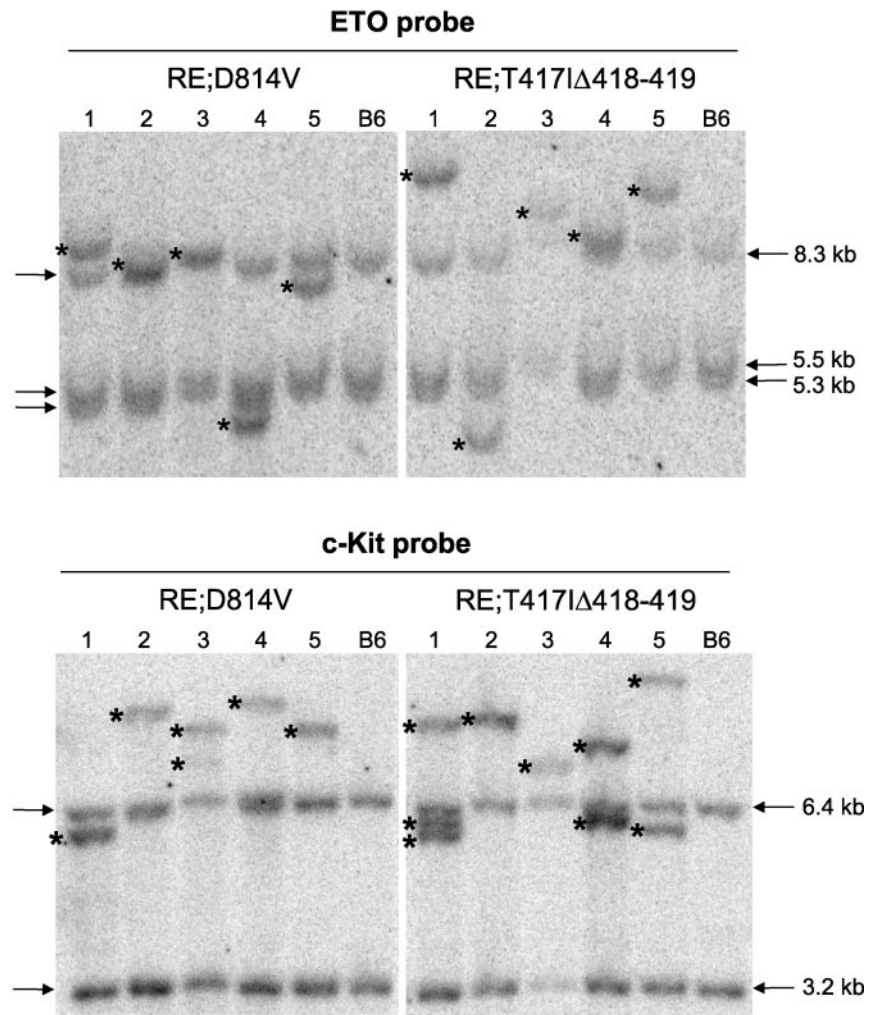 ETO probe
RE;D814V RE;T417IΔ418-419
1 2 3 4 5 B6 1 2 3 4 5 B6
* * * * *
* * * * *
8.3 kb
5.5 kb
5.3 kb
c-Kit probe
RE;D814V RE;T417IΔ418-419
1 2 3 4 5 B6 1 2 3 4 5 B6
* * * * * *
* * * * * * * *
6.4 kb
3.2 kb